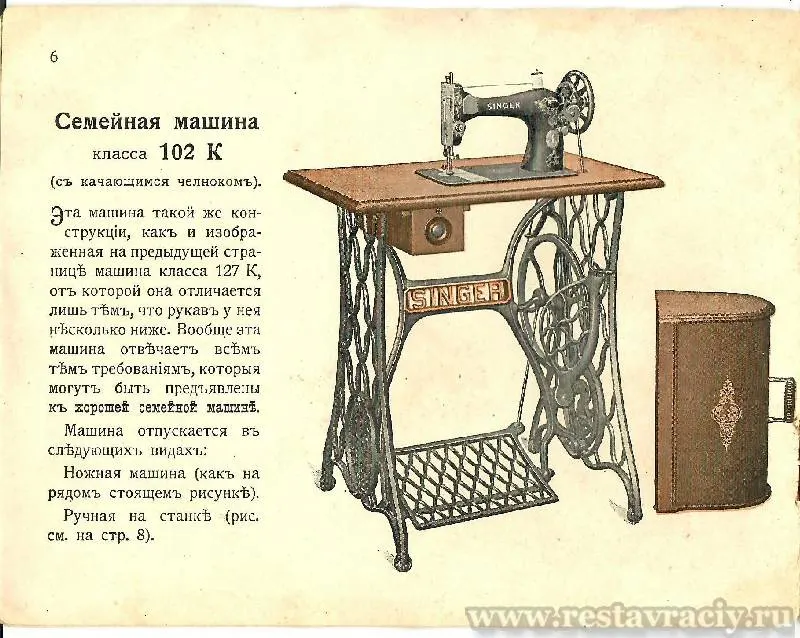 6
Семейная машина
класса 102 К
(съ качающимся челнокомъ).
Эта машина такой же кон-
струкціи, какъ и изобра-
женная на предыдущей стра-
ницѣ машина класса 127 К,
отъ которой она отличается
лишь тѣмъ, что рукавъ у нея
нѣсколько ниже. Вообще эта
машина отвѣчаетъ всѣмъ
тѣмъ требованіямъ, которыя
могутъ быть предъявлены
къ хорошей семейной машинѣ.
Машина отпускается въ
слѣдующихъ видахъ:
Ножная машина (какъ на
рядомъ стоящемъ рисункѣ).
Ручная на станкѣ (рис.
см. на стр. 8).
SINGER
SINGER
www.restavraciy.ru